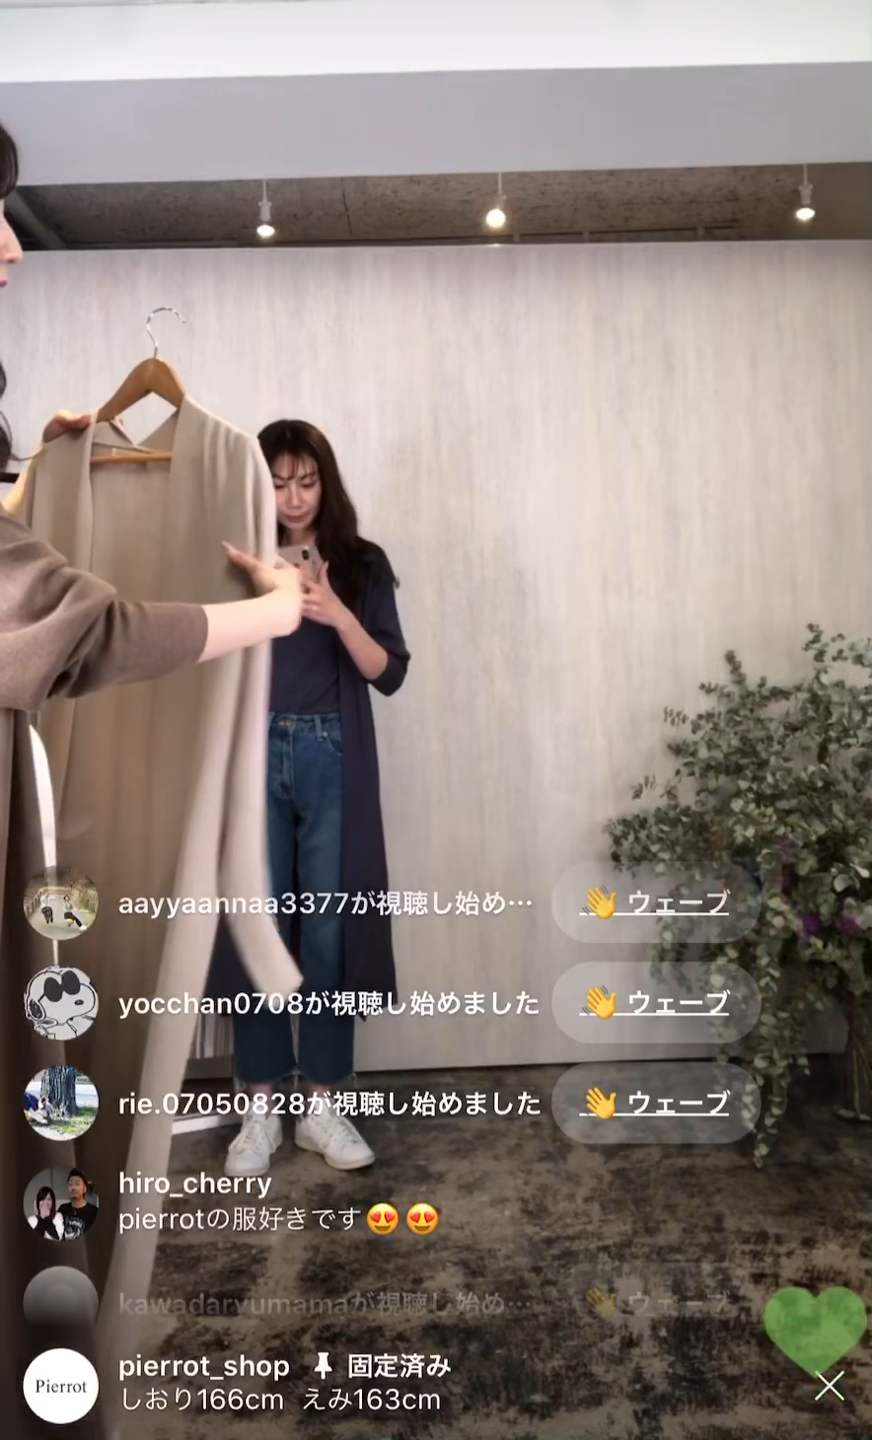 aayyaannaa3377が視聴し始め… 👋 ウェーブ
yocchan0708が視聴し始めました 👋 ウェーブ
rie.07050828が視聴し始めました 👋 ウェーブ
hiro_cherry
pierrotの服好きです😍😍
kawadaryumamaが視聴し始め… 👋 ウェーブ
pierrot_shop 📌 固定済み
Pierrot
しおり166cm えみ163cm